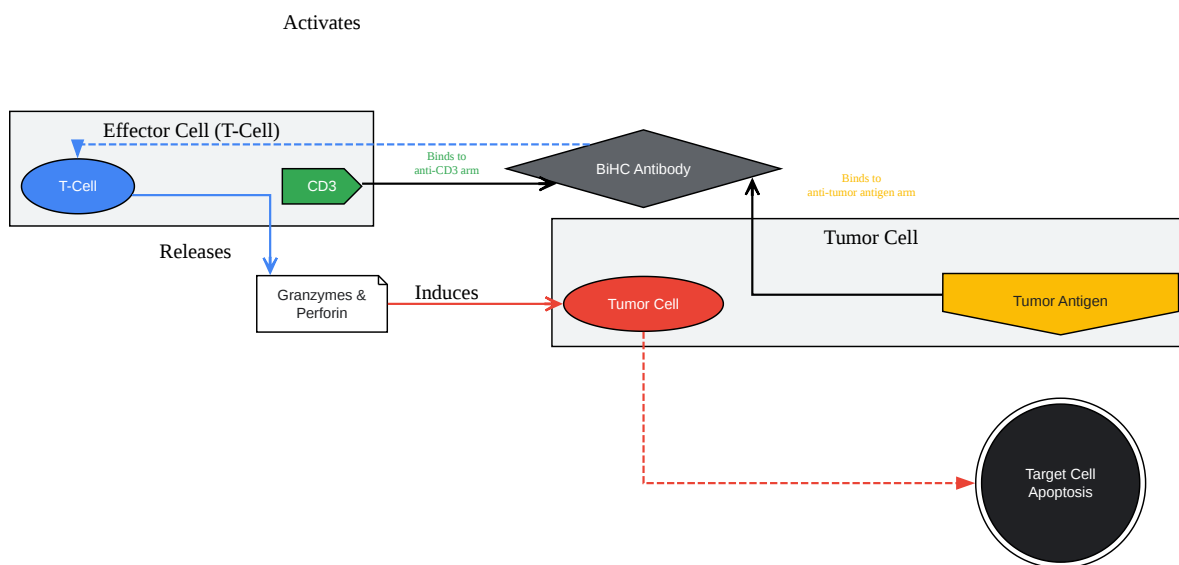 Activates
Effector Cell (T-Cell)
Binds to
anti-CD3 arm
BiHC Antibody
T-Cell
CD3
Binds to
anti-tumor antigen arm
Releases
Tumor Cell
Granzymes &
Perforin
Induces
Tumor Cell
Tumor Antigen
Target Cell
Apoptosis